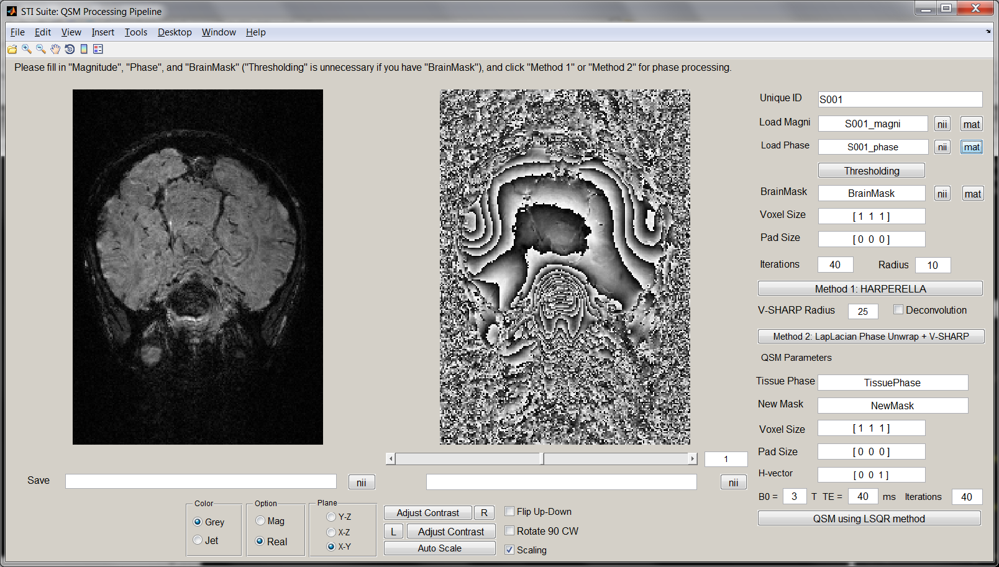 STI Suite: QSM Processing Pipeline
File Edit View Insert Tools Desktop Window Help
Please fill in "Magnitude", "Phase", and "BrainMask" ("Thresholding" is unnecessary if you have "BrainMask"), and click "Method 1" or "Method 2" for phase processing.
Unique ID S001
Load Magni S001_magni nii mat
Load Phase S001_phase nii mat
Thresholding
BrainMask BrainMask nii mat
Voxel Size [ 1 1 1 ]
Pad Size [ 0 0 0 ]
Iterations 40 Radius 10
Method 1: HARPERELLA
V-SHARP Radius 25 Deconvolution
Method 2: LapLacian Phase Unwrap + V-SHARP
QSM Parameters
Tissue Phase TissuePhase
New Mask NewMask
Voxel Size [ 1 1 1 ]
Pad Size [ 0 0 0 ]
H-vector [ 0 0 1 ]
B0 = 3 T TE = 40 ms Iterations 40
QSM using LSQR method
1
Save nii nii
Color
Grey
Jet
Option
Mag
Real
Plane
Y-Z
X-Z
X-Y
Adjust Contrast R
L Adjust Contrast
Auto Scale
Flip Up-Down
Rotate 90 CW
Scaling